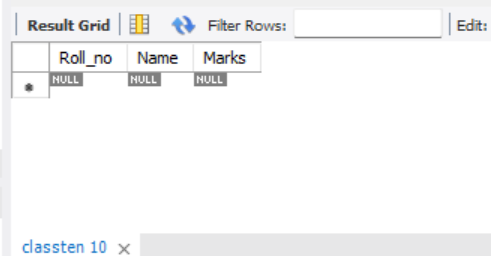 Result Grid Filter Rows: Edit:
Roll_no Name Marks
NULL NULL NULL
classten 10